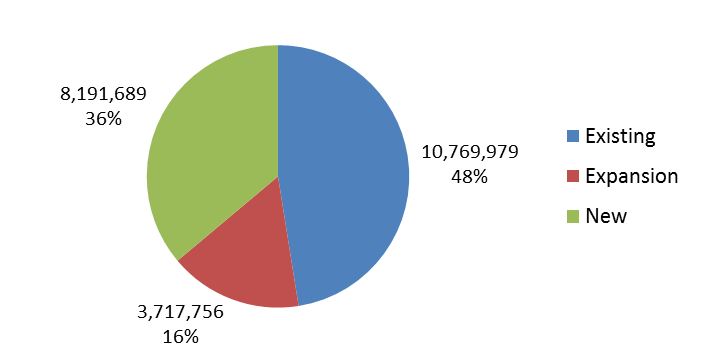 8,191,689
36%
10,769,979
48%
3,717,756
16%
Existing
Expansion
New